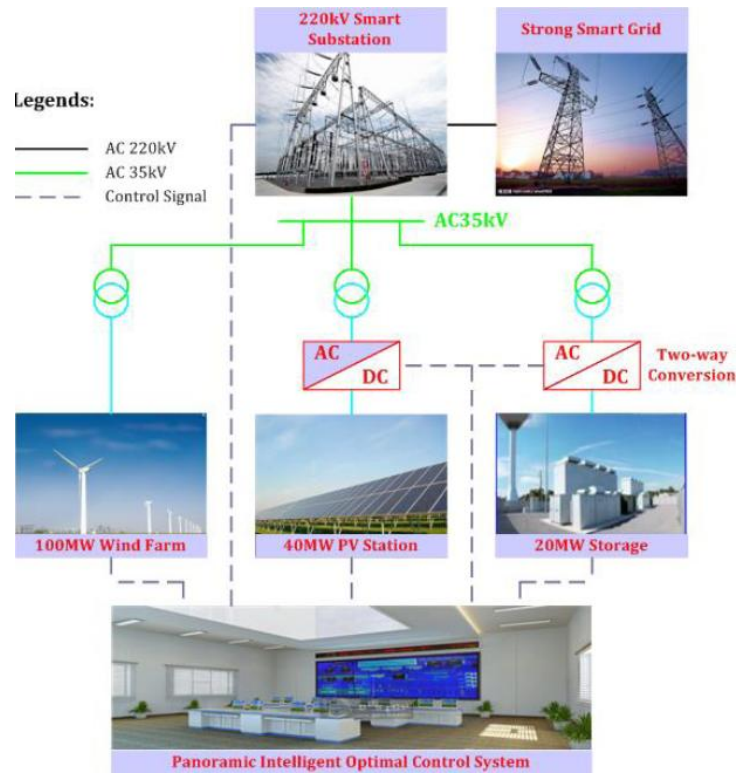 220kV Smart
Substation
Strong Smart Grid
Legends:
AC 220kV
AC 35kV
Control Signal
AC35kV
AC
DC
AC
DC
Two-way
Conversion
100MW Wind Farm
40MW PV Station
20MW Storage
Panoramic Intelligent Optimal Control System